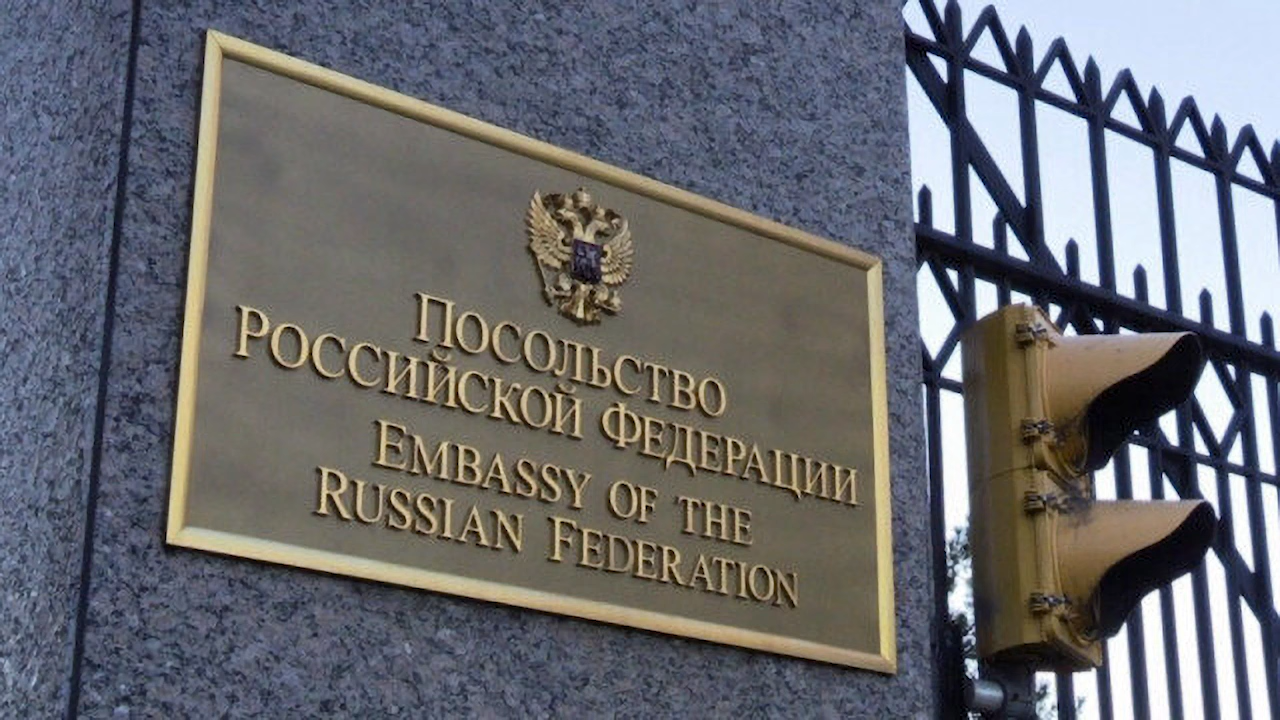 ПОСОЛЬСТВО
РОССИЙСКОЙ ФЕДЕРАЦИИ
EMBASSY OF THE
RUSSIAN FEDERATION